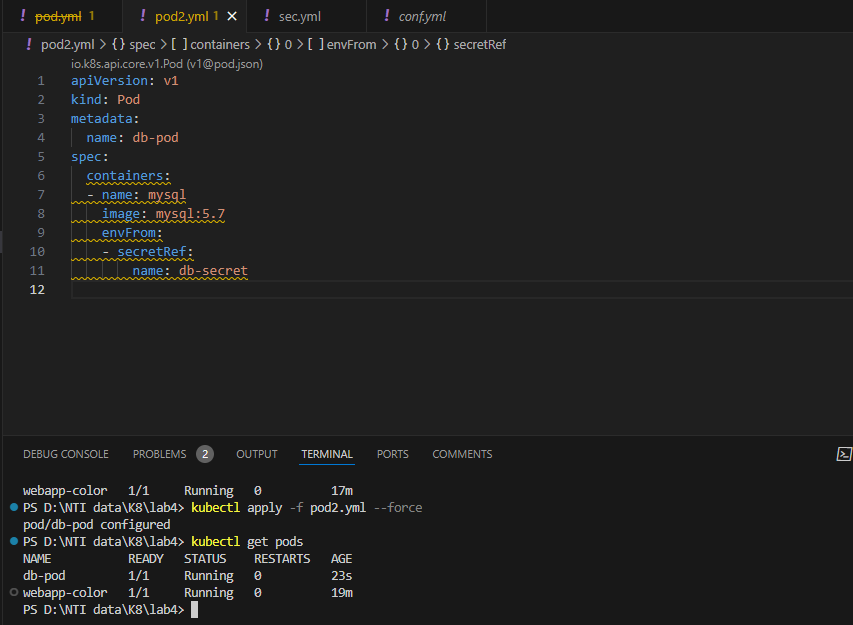 ! pod.yml 1 ! pod2.yml 1 ✕ ! sec.yml ! conf.yml
! pod2.yml > {} spec > [ ] containers > {} 0 > [ ] envFrom > {} 0 > {} secretRef
io.k8s.api.core.v1.Pod (v1@pod.json)
1 apiVersion: v1
2 kind: Pod
3 metadata:
4   name: db-pod
5 spec:
6   containers:
7   - name: mysql
8     image: mysql:5.7
9     envFrom:
10     - secretRef:
11         name: db-secret
12
DEBUG CONSOLE PROBLEMS 2 OUTPUT TERMINAL PORTS COMMENTS
webapp-color   1/1     Running   0          17m
PS D:\NTI data\K8\lab4> kubectl apply -f pod2.yml --force
pod/db-pod configured
PS D:\NTI data\K8\lab4> kubectl get pods
NAME           READY   STATUS    RESTARTS   AGE
db-pod         1/1     Running   0          23s
webapp-color   1/1     Running   0          19m
PS D:\NTI data\K8\lab4>